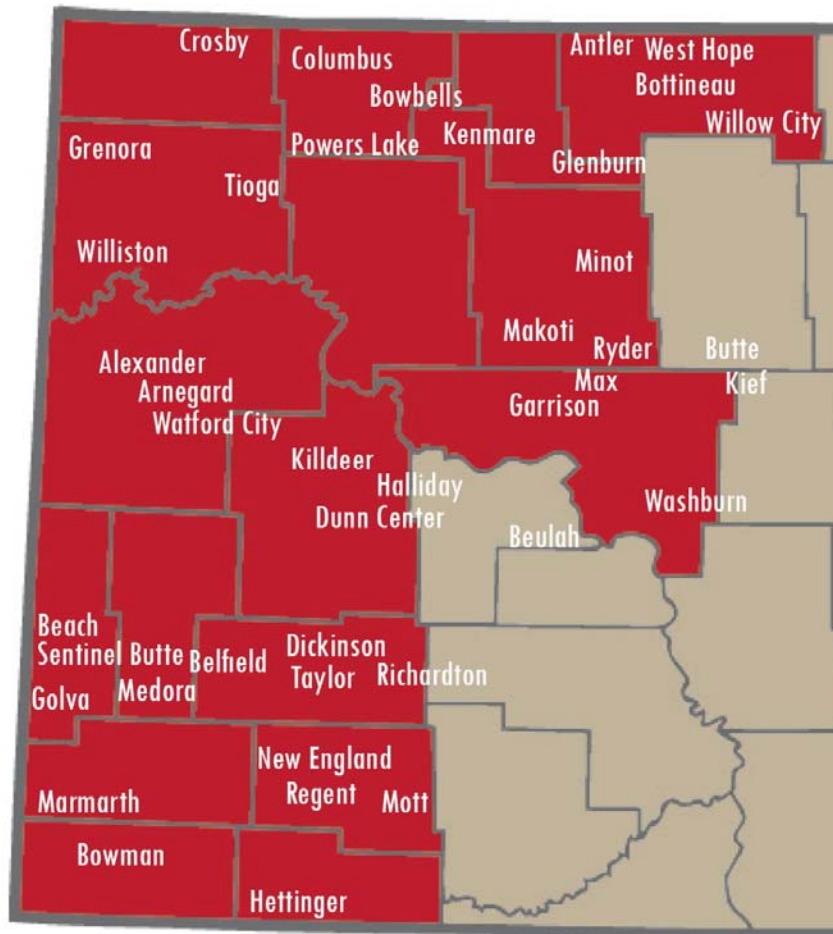 Crosby
Columbus
Antler
West Hope
Bottineau
Bowbells
Willow City
Kenmare
Powers Lake
Grenora
Glenburn
Tioga
Williston
Minot
Makoti
Ryder
Butte
Alexander
Max
Kief
Arnegard
Garrison
Watford City
Killdeer
Halliday
Washburn
Dunn Center
Beulah
Beach
Sentinel Butte
Dickinson
Belfield
Taylor
Richardton
Medora
Golva
New England
Regent
Mott
Marmarth
Bowman
Hettinger